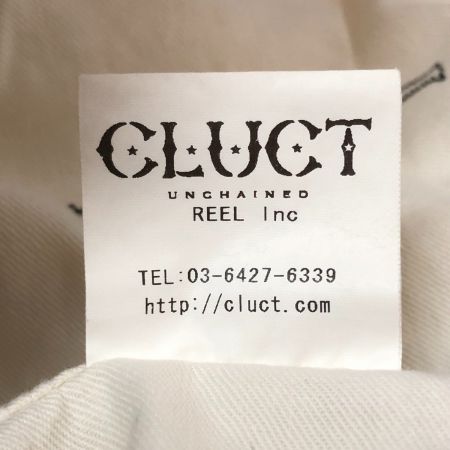 CLUCT
UNCHAINED
REEL Inc
TEL:03-6427-6339
http://cluct.com